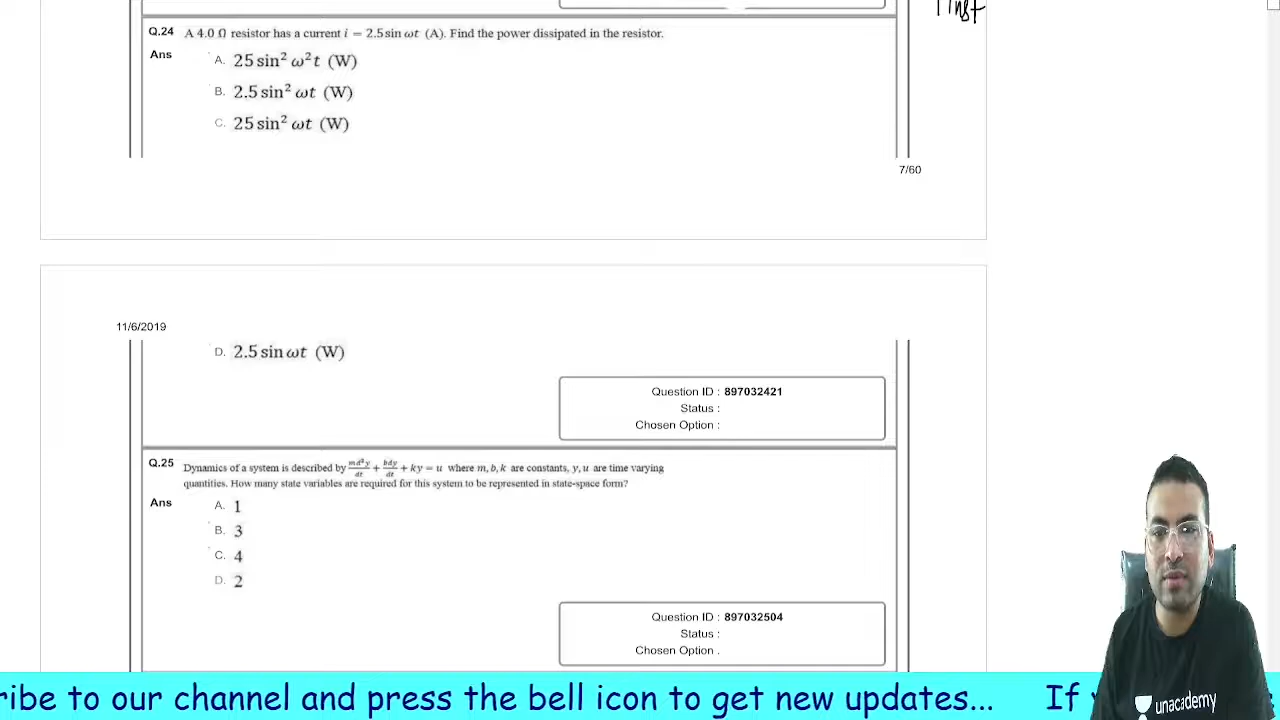 Pinst
Q.24 A 4.0 Ω resistor has a current i = 2.5 sin ωt (A). Find the power dissipated in the resistor.
Ans
A. 25 sin² ω²t (W)
B. 2.5 sin² ωt (W)
C. 25 sin² ωt (W)
7/60
11/6/2019
D. 2.5 sin ωt (W)
Question ID : 897032421
Status :
Chosen Option :
Q.25 Dynamics of a system is described by md²y/dt + bdy/dt + ky = u where m, b, k are constants, y, u are time varying
quantities. How many state variables are required for this system to be represented in state-space form?
Ans
A. 1
B. 3
C. 4
D. 2
Question ID : 897032504
Status :
Chosen Option .
ribe to our channel and press the bell icon to get new updates... If
unacademy